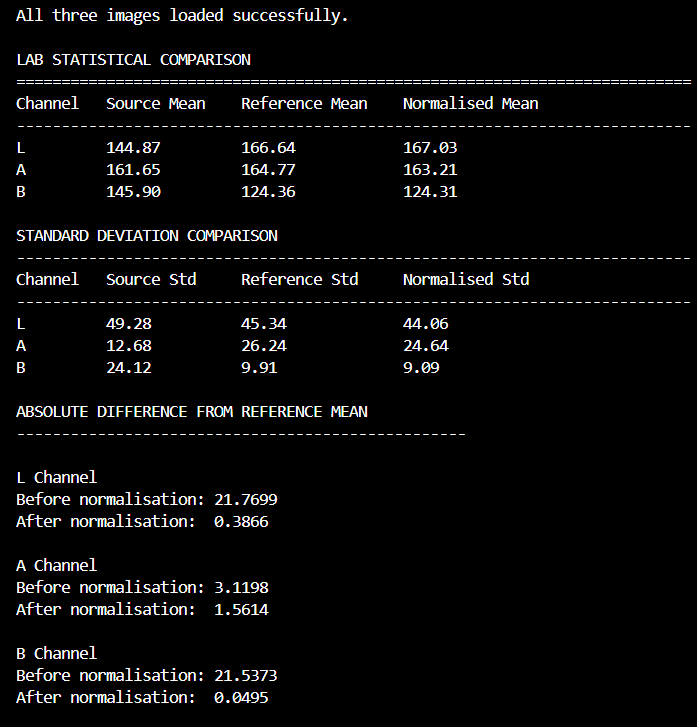 All three images loaded successfully.
LAB STATISTICAL COMPARISON
===========================================================================
Channel   Source Mean    Reference Mean    Normalised Mean
---------------------------------------------------------------------------
L         144.87         166.64            167.03
A         161.65         164.77            163.21
B         145.90         124.36            124.31
STANDARD DEVIATION COMPARISON
---------------------------------------------------------------------------
Channel   Source Std     Reference Std     Normalised Std
---------------------------------------------------------------------------
L         49.28          45.34             44.06
A         12.68          26.24             24.64
B         24.12          9.91              9.09
ABSOLUTE DIFFERENCE FROM REFERENCE MEAN
--------------------------------------------------
L Channel
Before normalisation: 21.7699
After normalisation:  0.3866
A Channel
Before normalisation: 3.1198
After normalisation:  1.5614
B Channel
Before normalisation: 21.5373
After normalisation:  0.0495